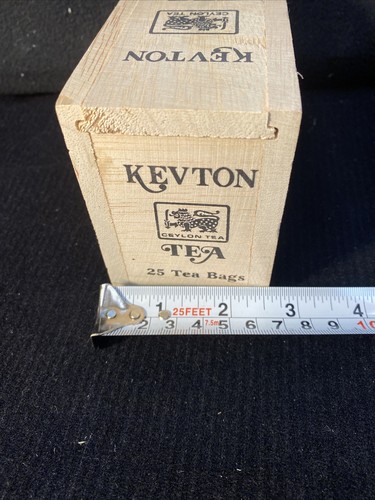 CEYLON TEA
KEVTON
KEVTON
CEYLON TEA
TEA
25 Tea Bags
1 25FEET 2 3 4
2 3 4 7.5m 5 6 7 8 9 10